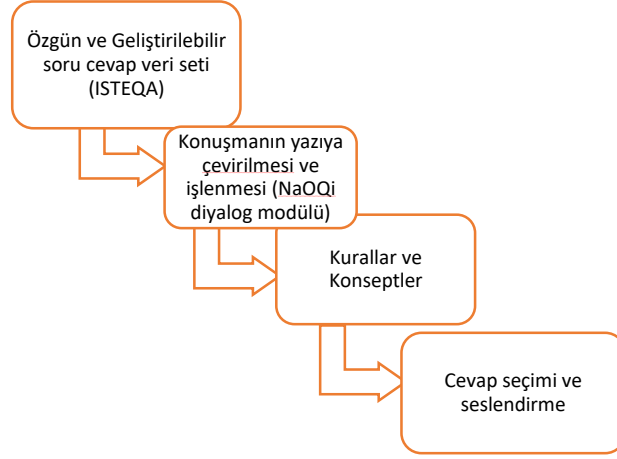 Özgün ve Geliştirilebilir
soru cevap veri seti
(ISTEQA)
Konuşmanın yazıya
çevirilmesi ve
işlenmesi (NaOQi
diyalog modülü)
Kurallar ve
Konseptler
Cevap seçimi ve
seslendirme